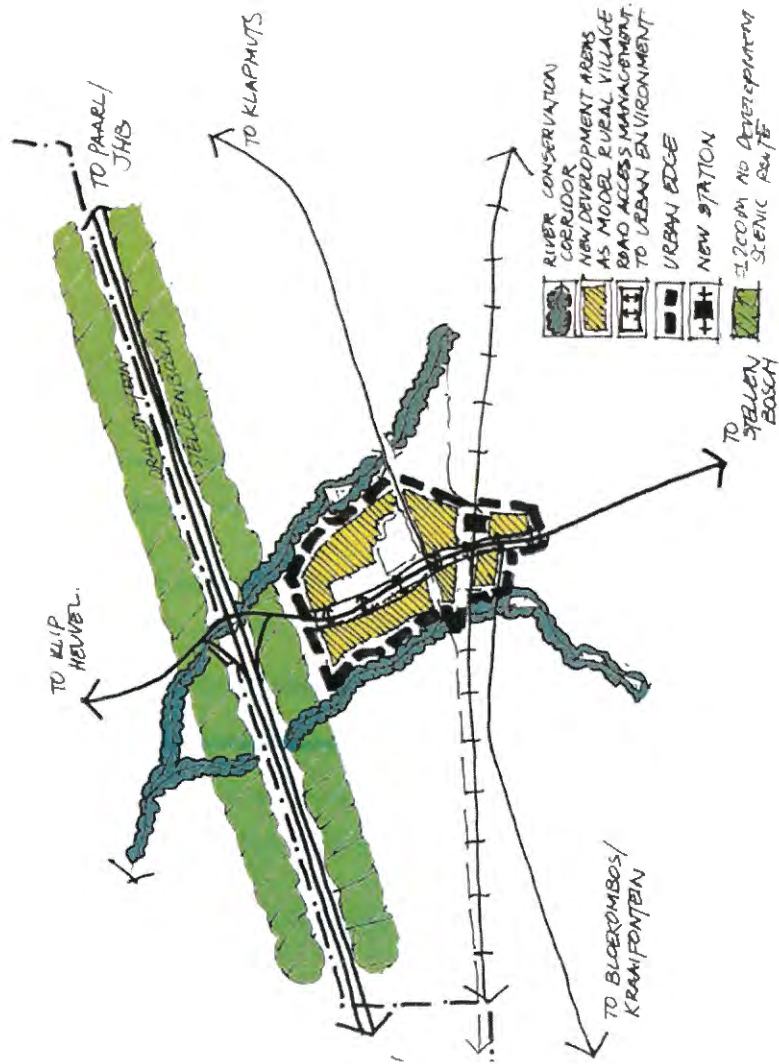 TO PAARL/
JHB
TO KLAPMUTS
TO KLIP
HEUVEL.
DRAKENSTEIN
STELLENBOSCH
TO BLOEKOMBOS/
KRAAIFONTEIN
TO
STELLEN
BOSCH
RIVER CONSERVATION
CORRIDOR
NEW DEVELOPMENT AREAS
AS MODEL RURAL VILLAGE
ROAD ACCESS MANAGEMENT.
TO URBAN ENVIRONMENT
URBAN EDGE
NEW STATION
±200M NO DEVELOPMENT
SCENIC ROUTE